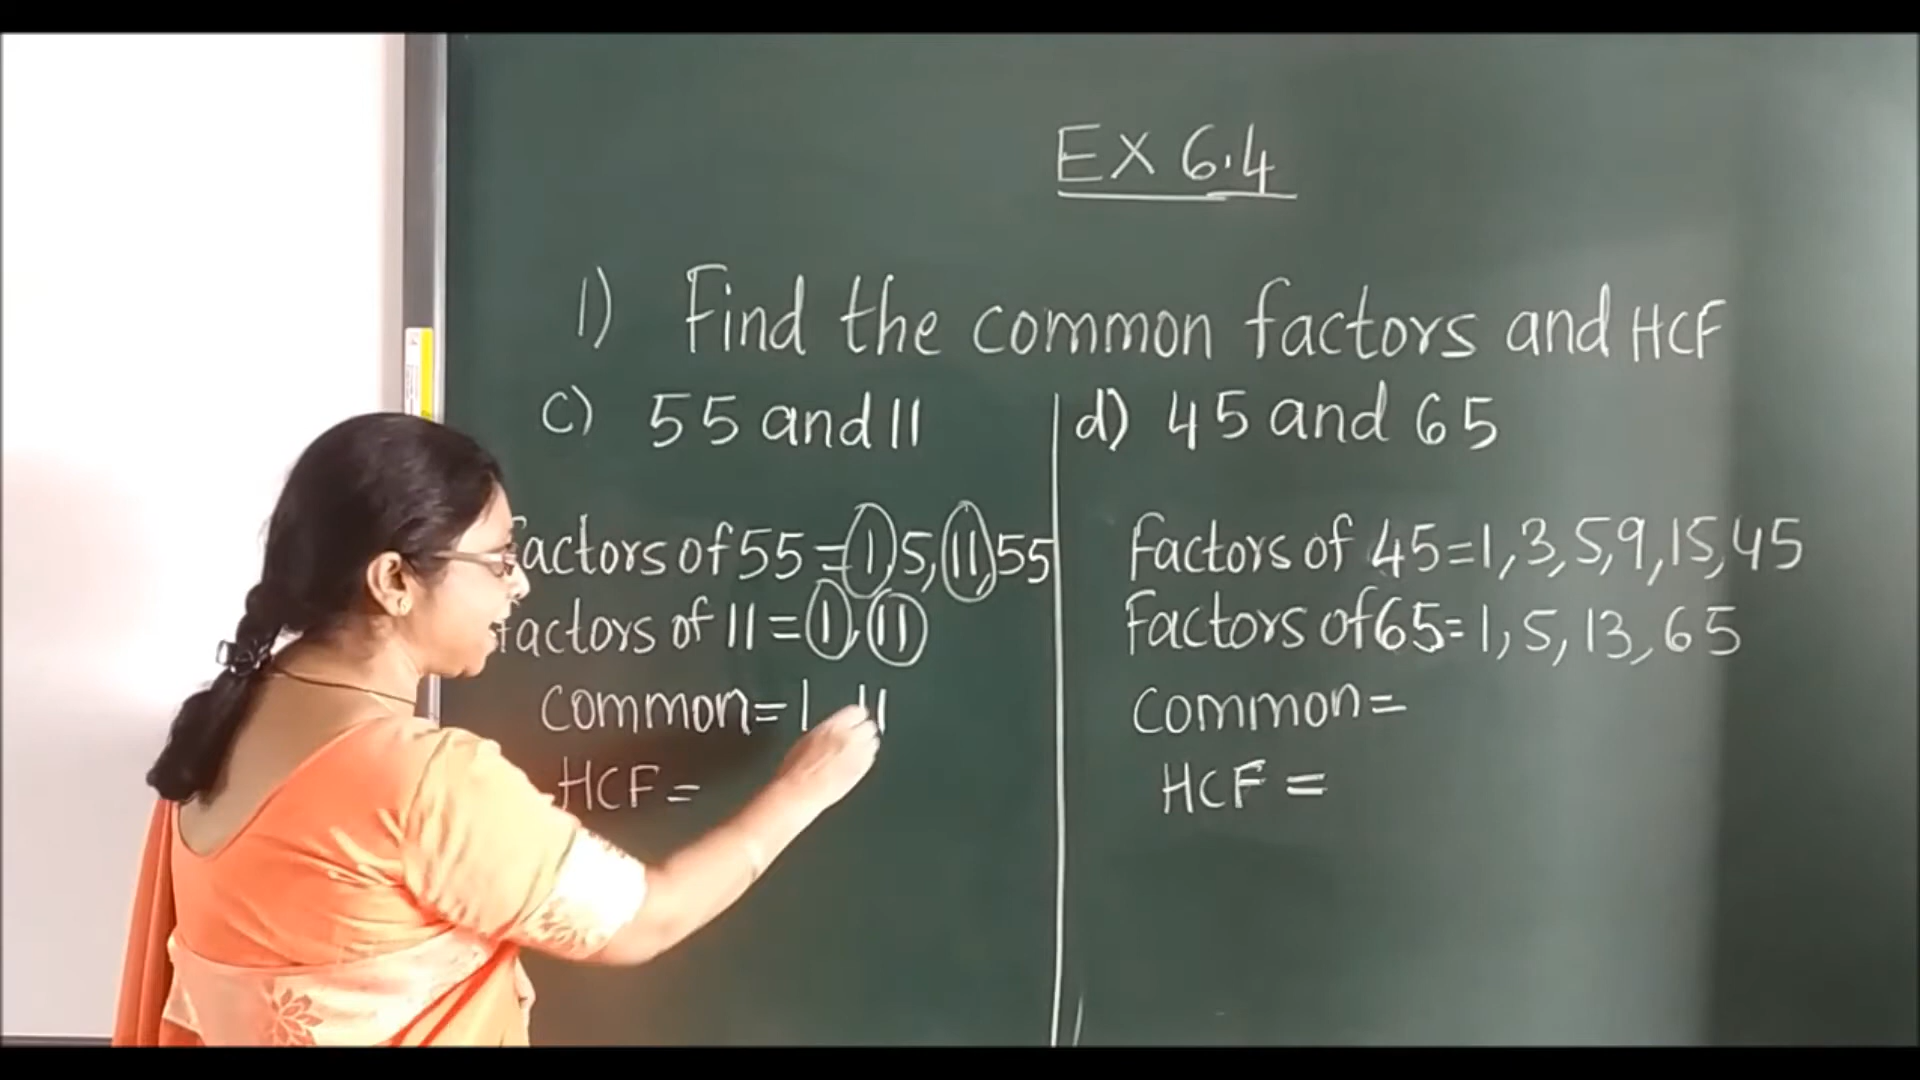 EX 6.4
1) Find the common factors and HCF
c) 55 and 11
factors of 55 = 1, 5, 11, 55
factors of 11 = 1, 11
common = 1 11
HCF =
d) 45 and 65
Factors of 45 = 1, 3, 5, 9, 15, 45
Factors of 65 = 1, 5, 13, 65
common =
HCF =